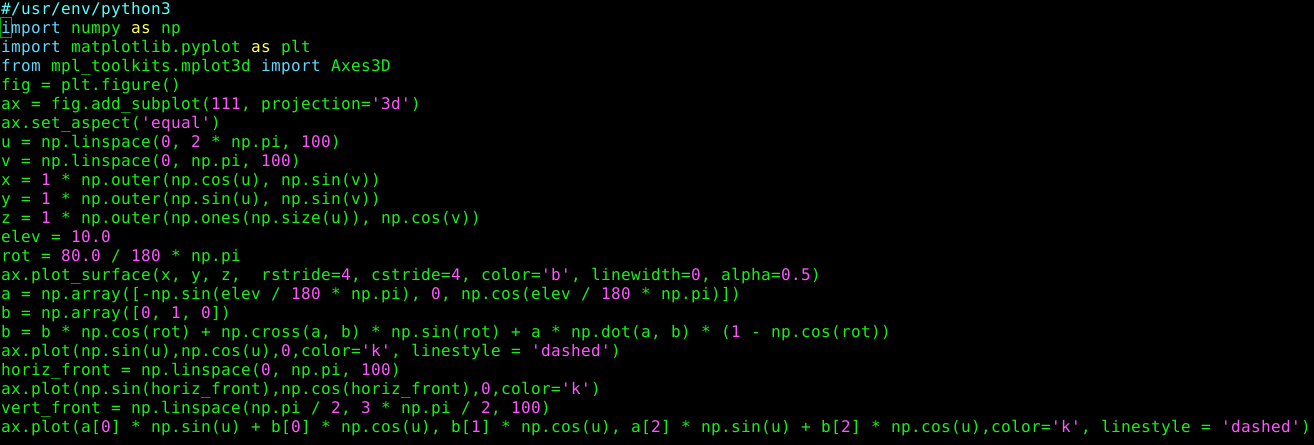 #/usr/env/python3
import numpy as np
import matplotlib.pyplot as plt
from mpl_toolkits.mplot3d import Axes3D
fig = plt.figure()
ax = fig.add_subplot(111, projection='3d')
ax.set_aspect('equal')
u = np.linspace(0, 2 * np.pi, 100)
v = np.linspace(0, np.pi, 100)
x = 1 * np.outer(np.cos(u), np.sin(v))
y = 1 * np.outer(np.sin(u), np.sin(v))
z = 1 * np.outer(np.ones(np.size(u)), np.cos(v))
elev = 10.0
rot = 80.0 / 180 * np.pi
ax.plot_surface(x, y, z,  rstride=4, cstride=4, color='b', linewidth=0, alpha=0.5)
a = np.array([-np.sin(elev / 180 * np.pi), 0, np.cos(elev / 180 * np.pi)])
b = np.array([0, 1, 0])
b = b * np.cos(rot) + np.cross(a, b) * np.sin(rot) + a * np.dot(a, b) * (1 - np.cos(rot))
ax.plot(np.sin(u),np.cos(u),0,color='k', linestyle = 'dashed')
horiz_front = np.linspace(0, np.pi, 100)
ax.plot(np.sin(horiz_front),np.cos(horiz_front),0,color='k')
vert_front = np.linspace(np.pi / 2, 3 * np.pi / 2, 100)
ax.plot(a[0] * np.sin(u) + b[0] * np.cos(u), b[1] * np.cos(u), a[2] * np.sin(u) + b[2] * np.cos(u),color='k', linestyle = 'dashed')